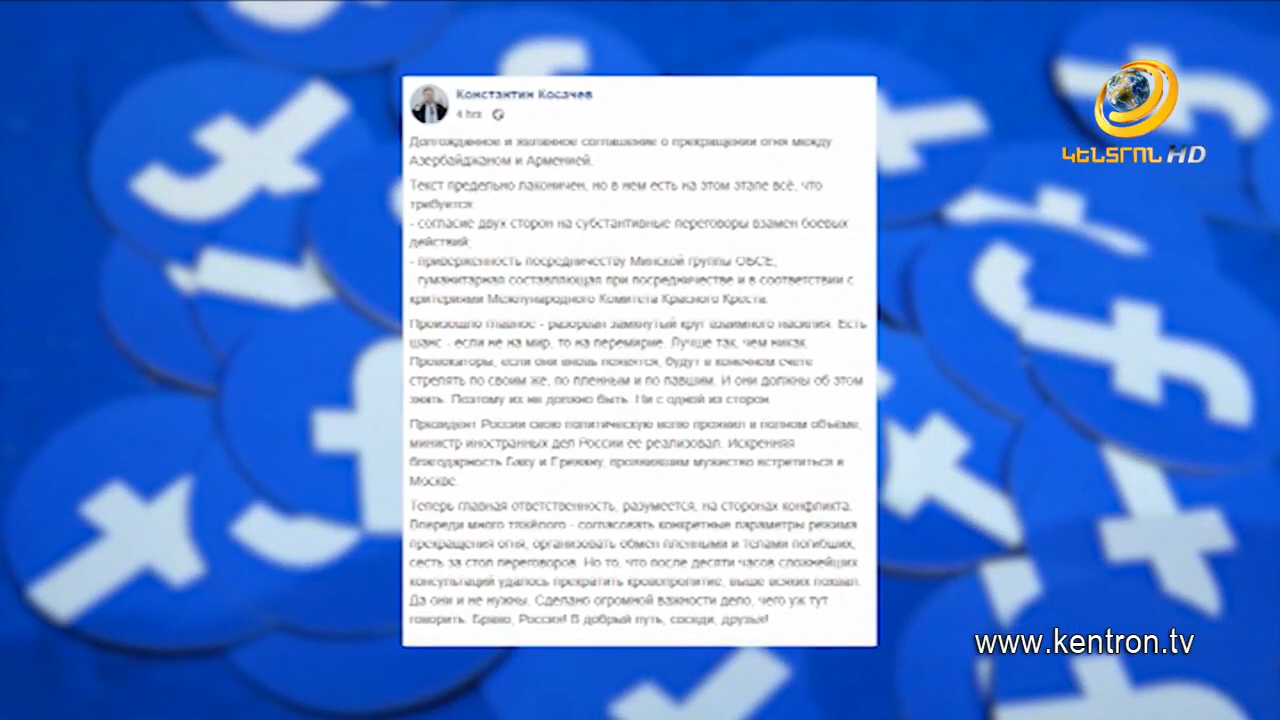 Константин Косачев
4 hrs
Долгожданное и желанное соглашение о прекращении огня между
Азербайджаном и Арменией.
Текст предельно лаконичен, но в нем есть на этом этапе всё, что
требуется:
- согласие двух сторон на субстантивные переговоры взамен боевых
действий;
- приверженность посредничеству Минской группы ОБСЕ;
- гуманитарная составляющая при посредничестве и в соответствии с
критериями Международного Комитета Красного Креста.
Произошло главное - разорван замкнутый круг взаимного насилия. Есть
шанс - если не на мир, то на перемирие. Лучше так, чем никак.
Провокаторы, если они вновь появятся, будут в конечном счете
стрелять по своим же, по пленным и по павшим. И они должны об этом
знать. Поэтому их не должно быть. Ни с одной из сторон.
Президент России свою политическую волю проявил в полном объёме,
министр иностранных дел России ее реализовал. Искренняя
благодарность Баку и Еревану, проявившим мужество встретиться в
Москве.
Теперь главная ответственность, разумеется, на сторонах конфликта.
Впереди много тяжёлого - согласовать конкретные параметры режима
прекращения огня, организовать обмен пленными и телами погибших,
сесть за стол переговоров. Но то, что после десяти часов сложнейших
консультаций удалось прекратить кровопролитие, выше всяких похвал.
Да они и не нужны. Сделано огромной важности дело, чего уж тут
говорить. Браво, Россия! В добрый путь, соседи, друзья!
ԿԵՆՏՐՈՆ HD
www.kentron.tv